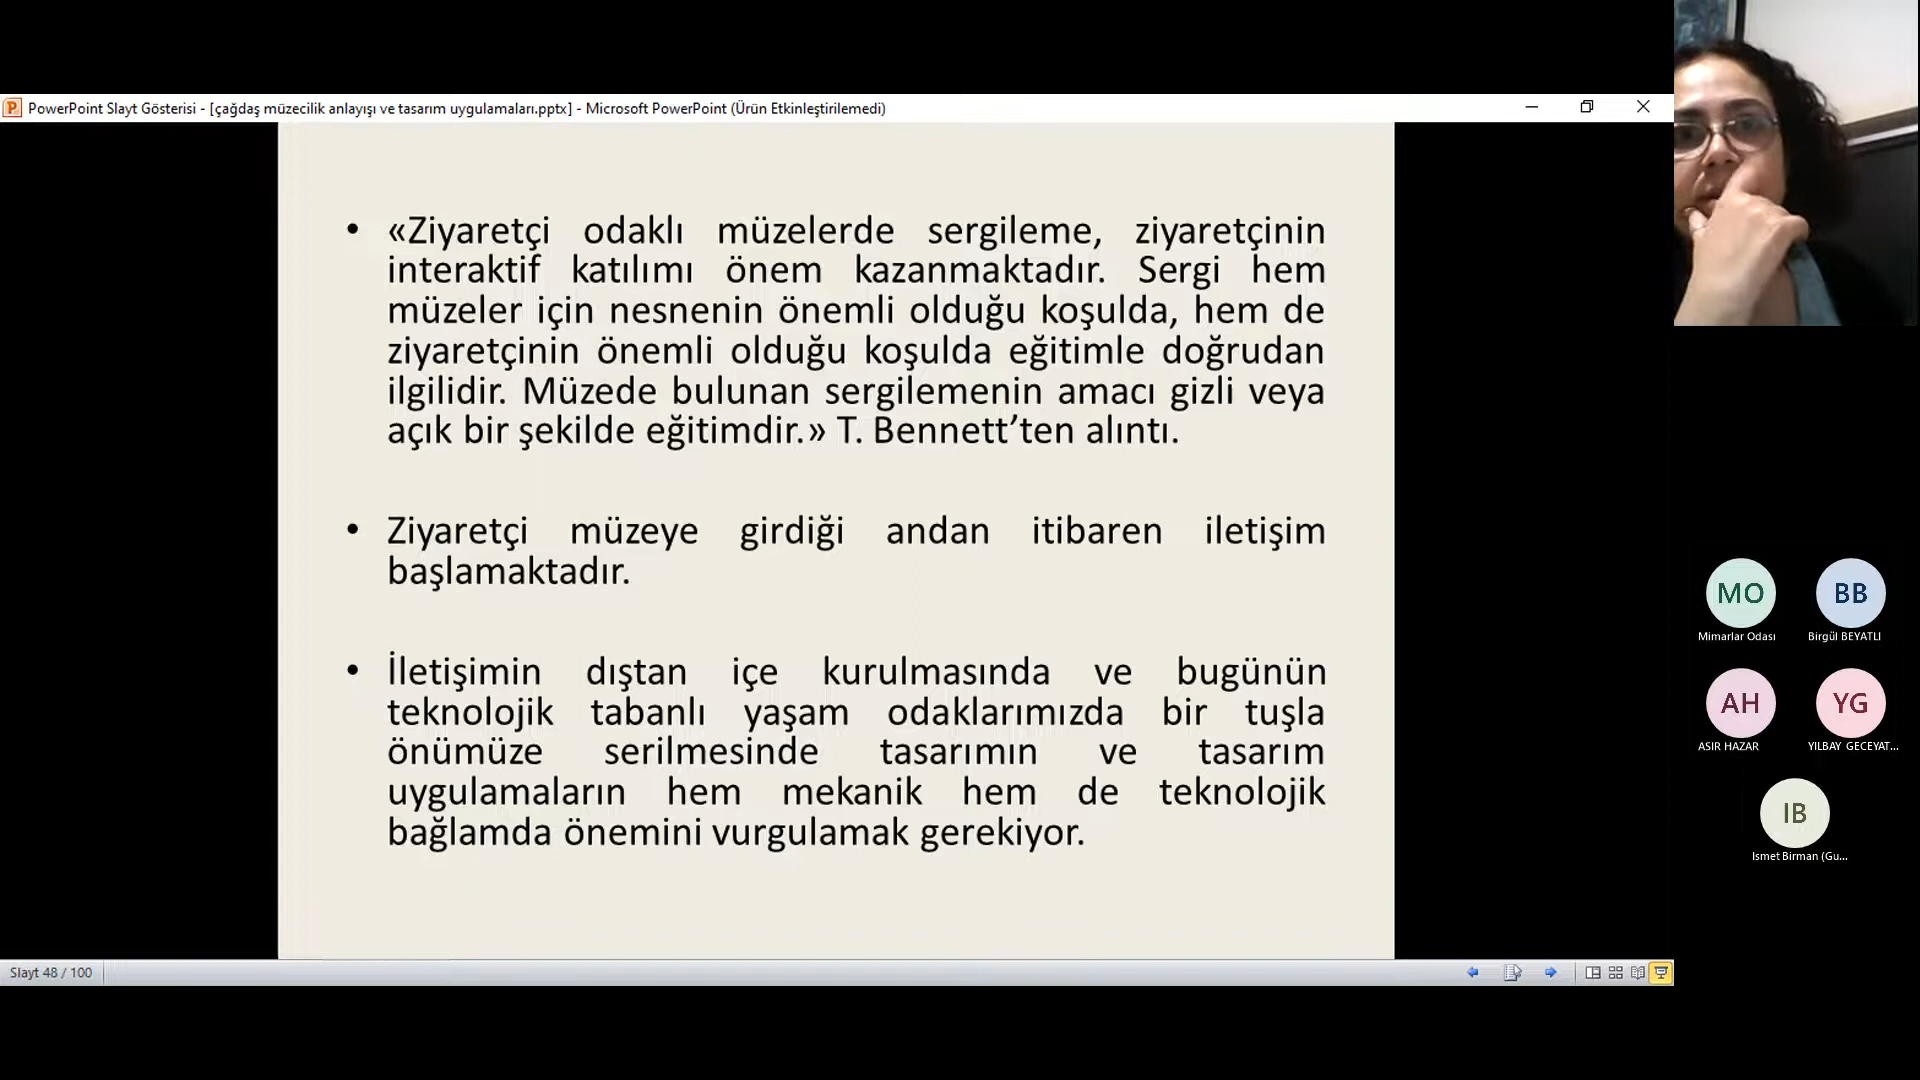 PowerPoint Slayt Gösterisi - [çağdaş müzecilik anlayışı ve tasarım uygulamaları.pptx] - Microsoft PowerPoint (Ürün Etkinleştirilemedi)
• «Ziyaretçi odaklı müzelerde sergileme, ziyaretçinin
interaktif katılımı önem kazanmaktadır. Sergi hem
müzeler için nesnenin önemli olduğu koşulda, hem de
ziyaretçinin önemli olduğu koşulda eğitimle doğrudan
ilgilidir. Müzede bulunan sergilemenin amacı gizli veya
açık bir şekilde eğitimdir.» T. Bennett’ten alıntı.
• Ziyaretçi müzeye girdiği andan itibaren iletişim
başlamaktadır.
• İletişimin dıştan içe kurulmasında ve bugünün
teknolojik tabanlı yaşam odaklarımızda bir tuşla
önümüze serilmesinde tasarımın ve tasarım
uygulamaların hem mekanik hem de teknolojik
bağlamda önemini vurgulamak gerekiyor.
Slayt 48 / 100
MO
Mimarlar Odası
BB
Birgül BEYATLI
AH
ASIR HAZAR
YG
YILBAY GECEYAT...
IB
Ismet Birman (Gu...